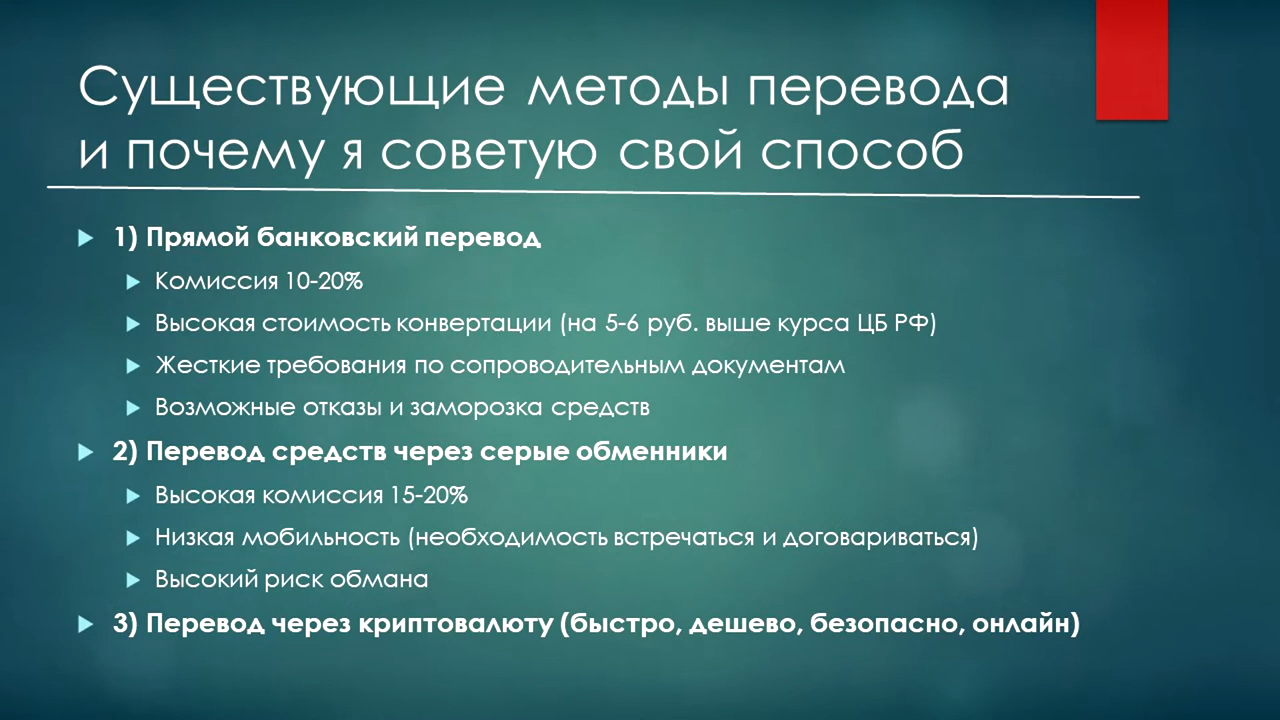 Существующие методы перевода
и почему я советую свой способ
1) Прямой банковский перевод
Комиссия 10-20%
Высокая стоимость конвертации (на 5-6 руб. выше курса ЦБ РФ)
Жесткие требования по сопроводительным документам
Возможные отказы и заморозка средств
2) Перевод средств через серые обменники
Высокая комиссия 15-20%
Низкая мобильность (необходимость встречаться и договариваться)
Высокий риск обмана
3) Перевод через криптовалюту (быстро, дешево, безопасно, онлайн)